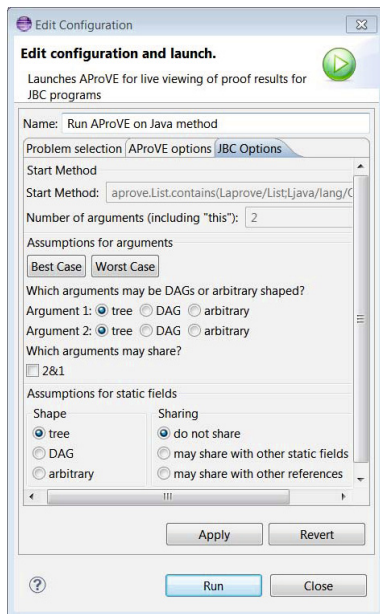 Edit Configuration
Edit configuration and launch.
Launches AProVE for live viewing of proof results for
JBC programs
Name: Run AProVE on Java method
Problem selection AProVE options JBC Options
Start Method
Start Method: aprove.List.contains(Laprove/List;Ljava/lang/C
Number of arguments (including "this"): 2
Assumptions for arguments
Best Case Worst Case
Which arguments may be DAGs or arbitrary shaped?
Argument 1: tree DAG arbitrary
Argument 2: tree DAG arbitrary
Which arguments may share?
2&1
Assumptions for static fields
Shape Sharing
tree do not share
DAG may share with other static fields
arbitrary may share with other references
Apply Revert
? Run Close